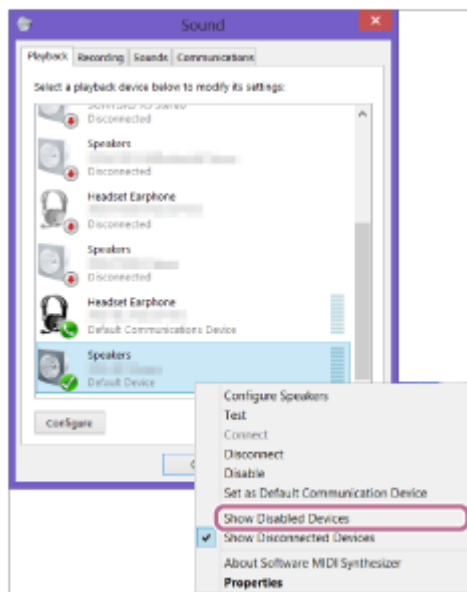 Sound
Playback Recording Sounds Communications
Select a playback device below to modify its settings:
Disconnected
Speakers
Disconnected
Headset Earphone
Disconnected
Speakers
Disconnected
Headset Earphone
Default Communications Device
Speakers
Default Device
Configure
Configure Speakers
Test
Connect
Disconnect
Disable
Set as Default Communication Device
Show Disabled Devices
Show Disconnected Devices
About Software MIDI Synthesizer
Properties